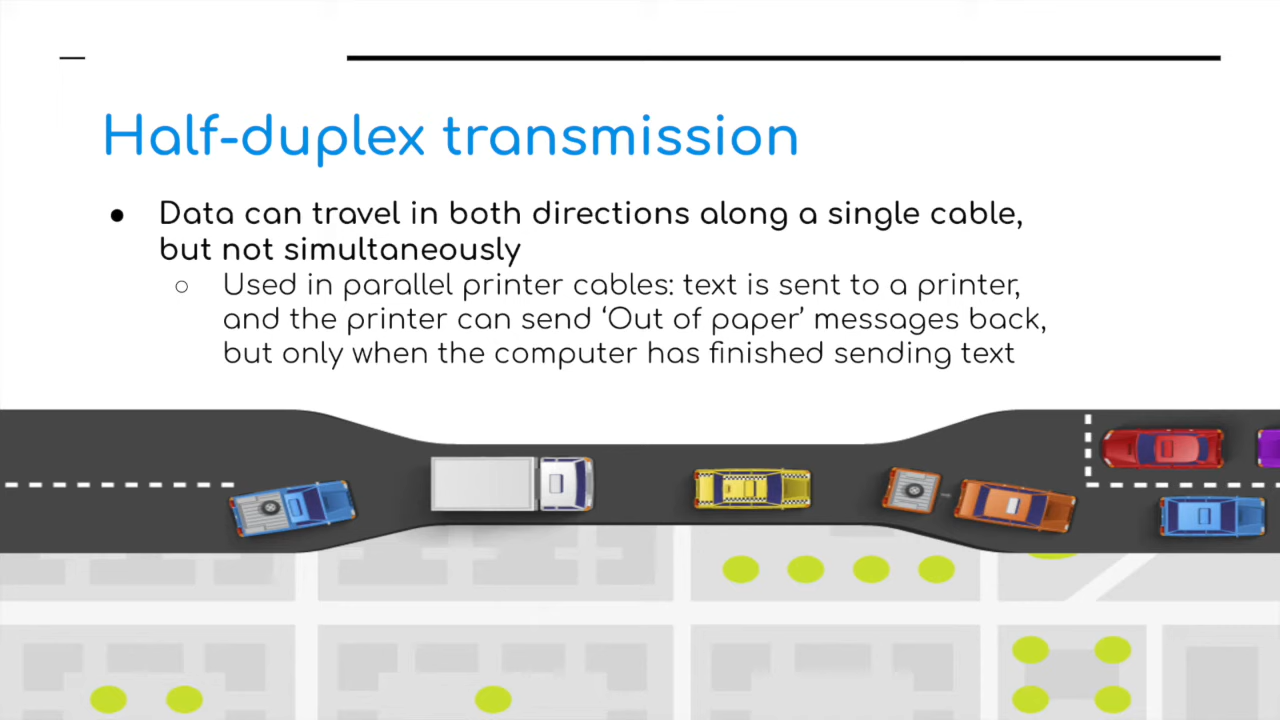 Half-duplex transmission
● Data can travel in both directions along a single cable,
but not simultaneously
○ Used in parallel printer cables: text is sent to a printer,
and the printer can send ‘Out of paper’ messages back,
but only when the computer has finished sending text